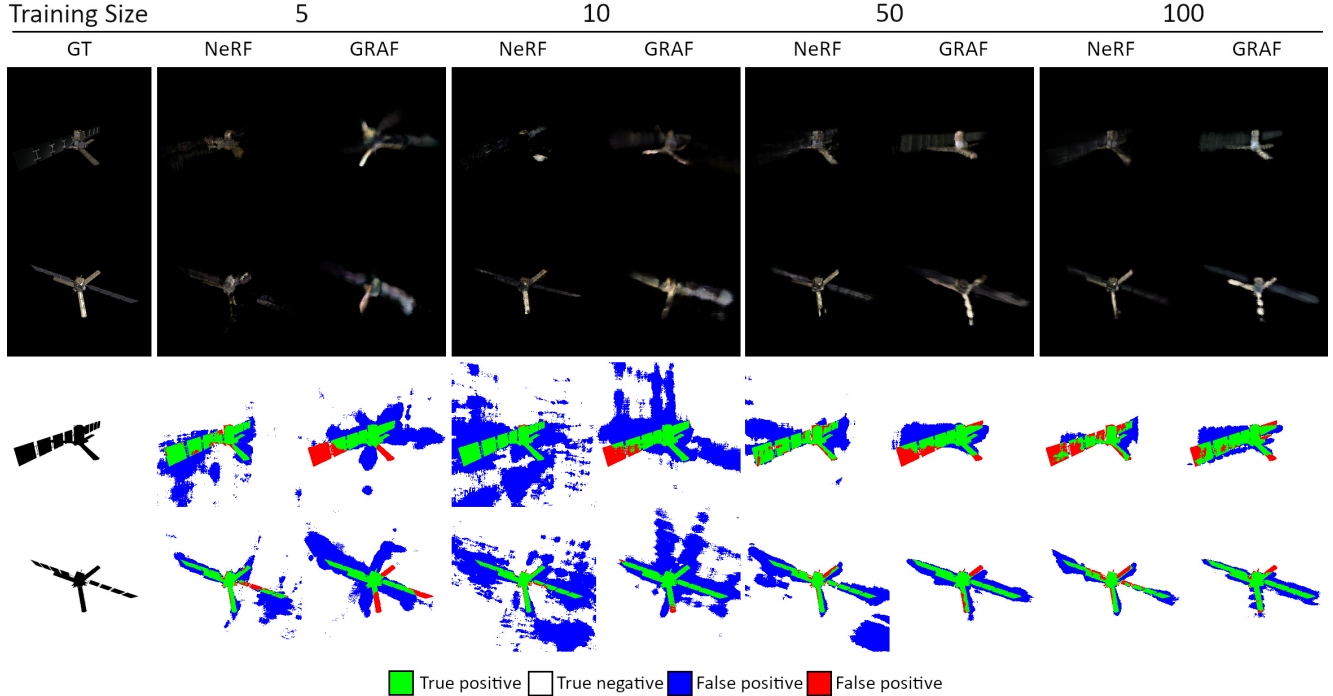 Training Size 5 10 50 100
GT NeRF GRAF NeRF GRAF NeRF GRAF NeRF GRAF
True positive True negative False positive False positive